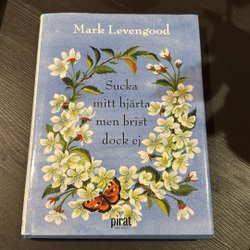 Mark Levengood
Sucka
mitt hjärta
men brist
dock ej
pirat